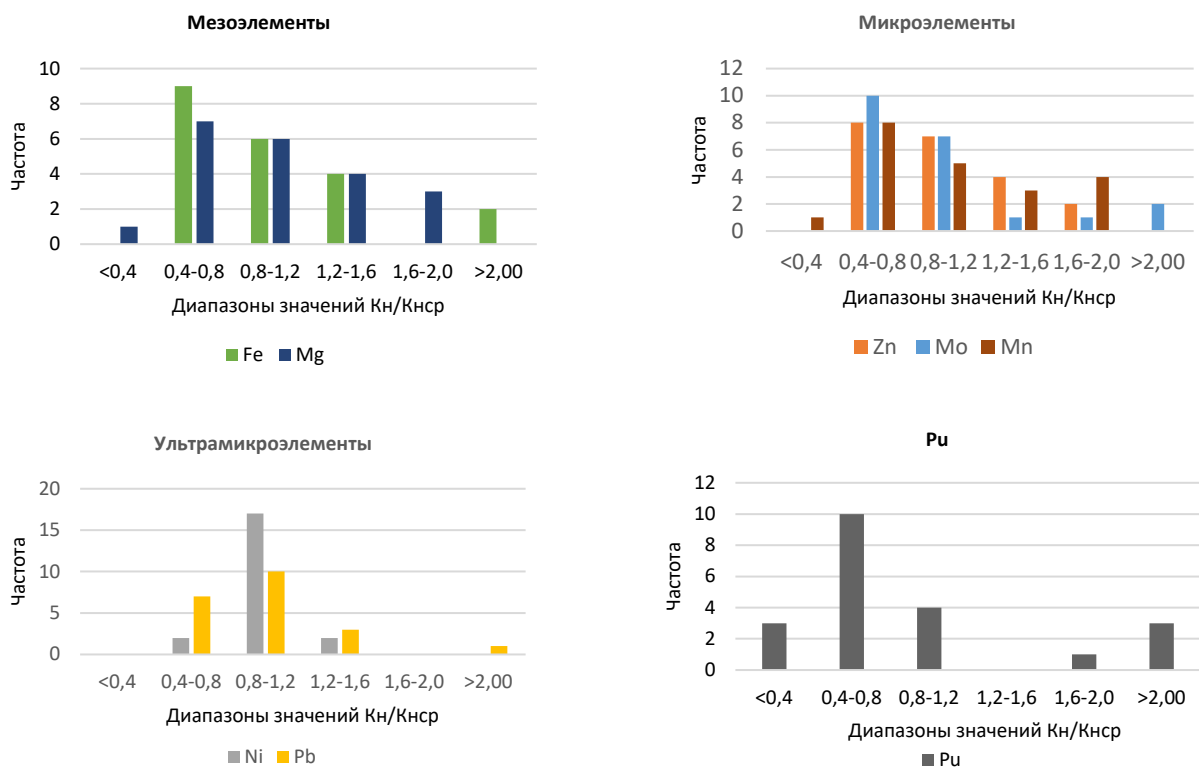 Мезоэлементы
Частота
10
8
6
4
2
0
<0,4 0,4-0,8 0,8-1,2 1,2-1,6 1,6-2,0 >2,00
Диапазоны значений Кн/Кнср
Fe Mg
Микроэлементы
Частота
12
10
8
6
4
2
0
<0,4 0,4-0,8 0,8-1,2 1,2-1,6 1,6-2,0 >2,00
Диапазоны значений Кн/Кнср
Zn Mo Mn
Ультрамикроэлементы
Частота
20
15
10
5
0
<0,4 0,4-0,8 0,8-1,2 1,2-1,6 1,6-2,0 >2,00
Диапазоны значений Кн/Кнср
Ni Pb
Pu
Частота
12
10
8
6
4
2
0
<0,4 0,4-0,8 0,8-1,2 1,2-1,6 1,6-2,0 >2,00
Диапазоны значений Кн/Кнср
Pu